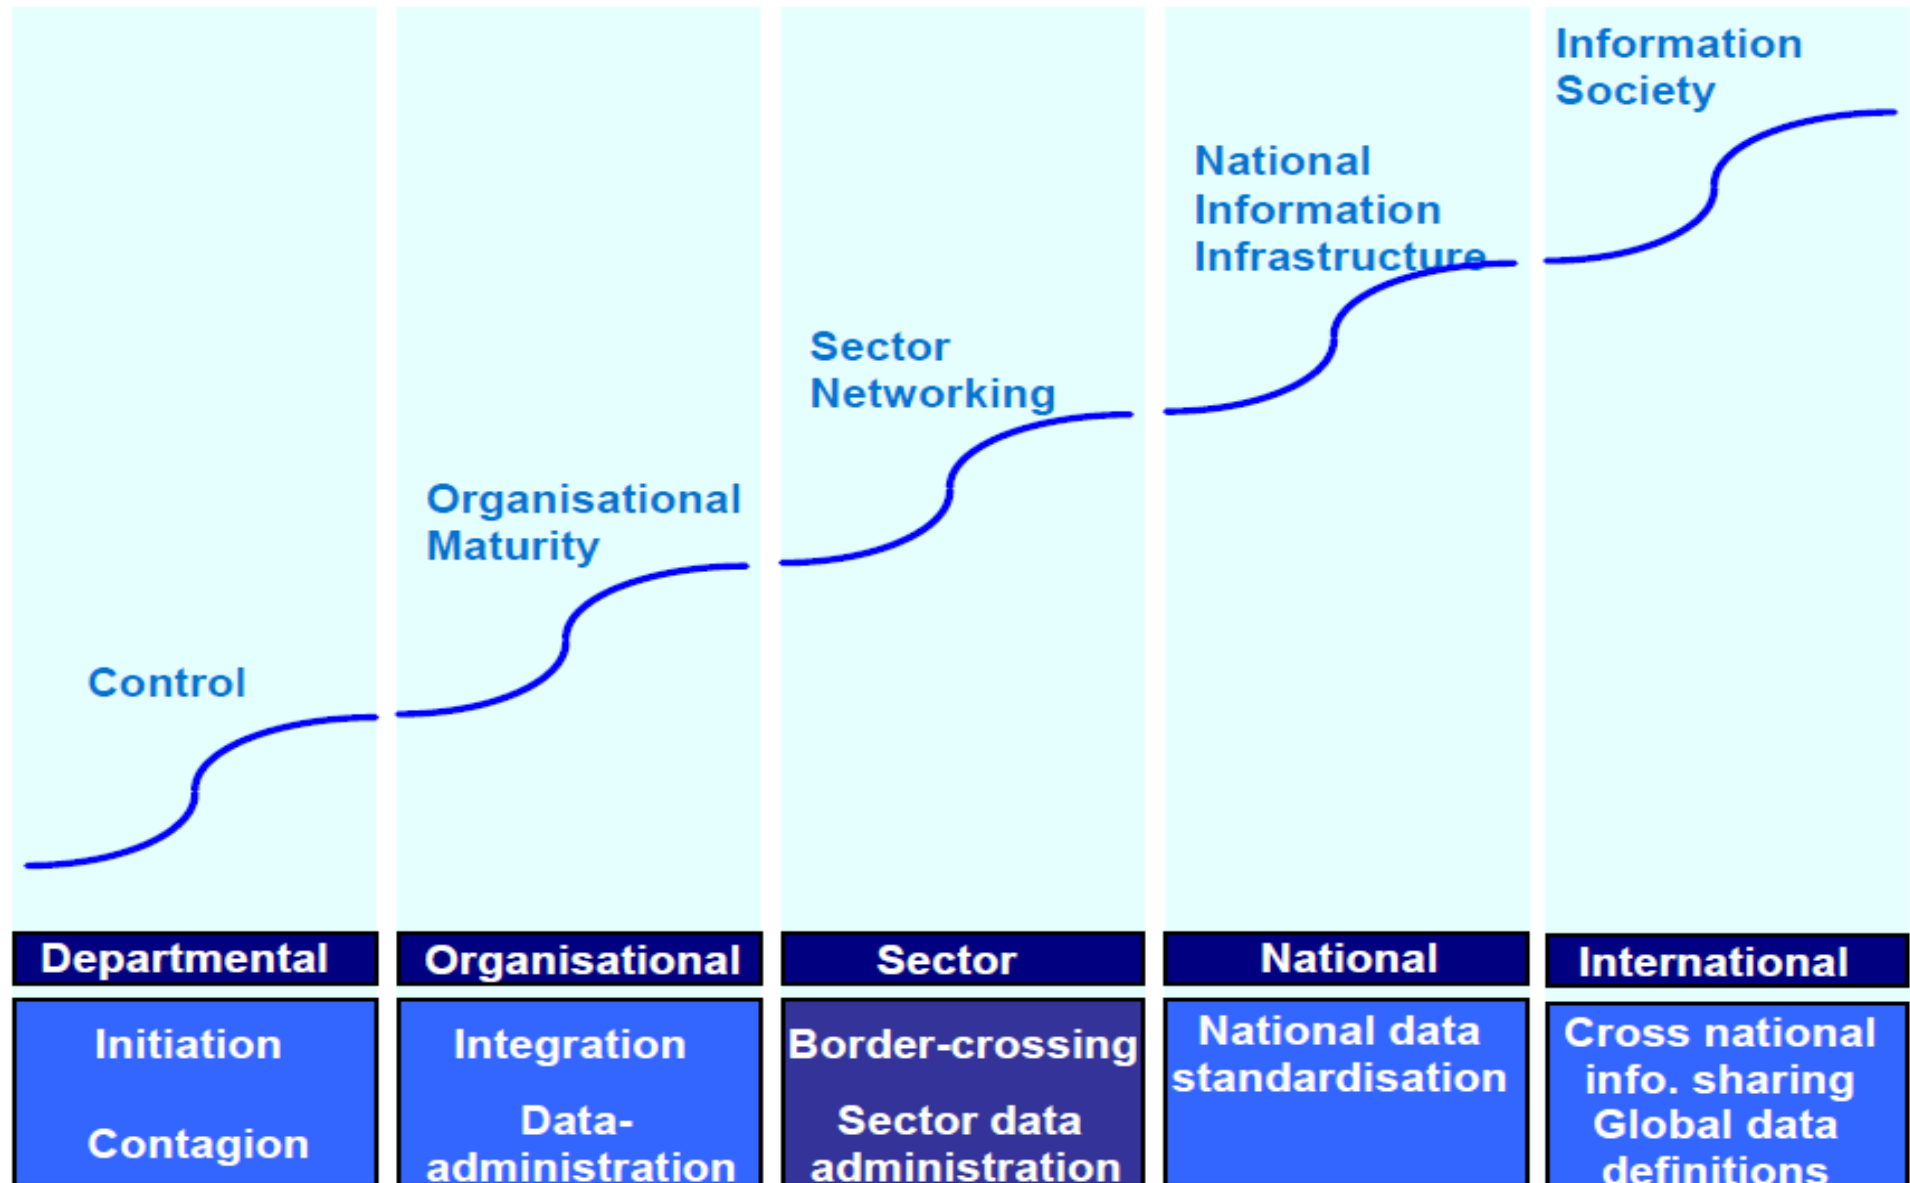 Information
Society
National
Information
Infrastructure
Sector
Networking
Organisational
Maturity
Control
Departmental
Organisational
Sector
National
International
Initiation
Contagion
Integration
Data-
administration
Border-crossing
Sector data
administration
National data
standardisation
Cross national
info. sharing
Global data
definitions